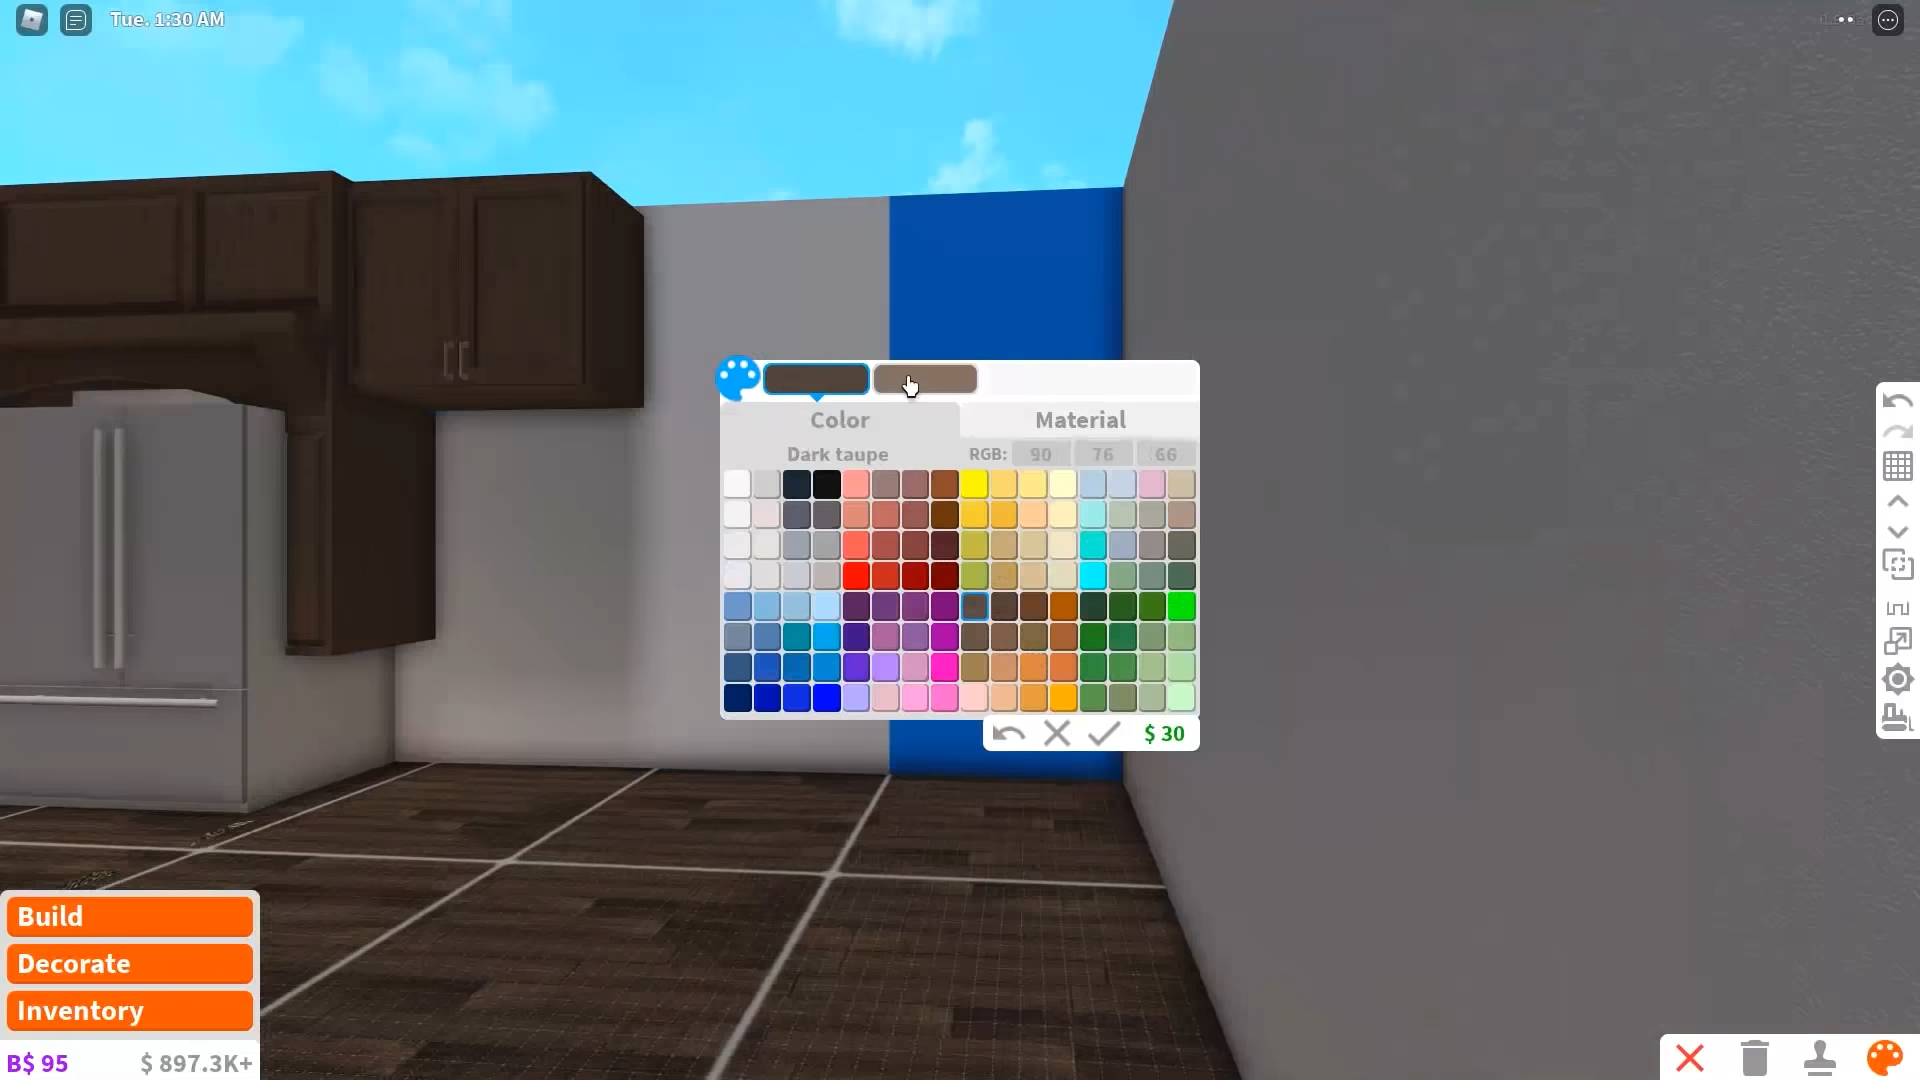 Tue. 1:30 AM
Color
Material
Dark taupe
RGB: 90 76 66
$ 30
Build
Decorate
Inventory
B$ 95
$ 897.3K+